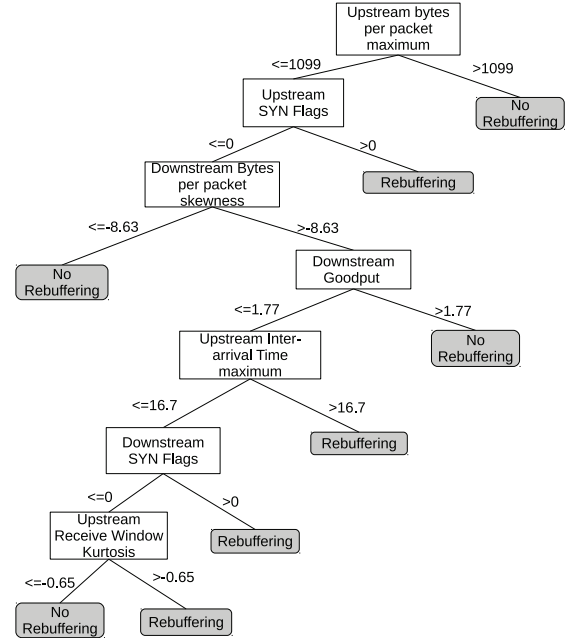 Upstream bytes
per packet
maximum
<=1099
>1099
Upstream
SYN Flags
No
Rebuffering
<=0
>0
Downstream Bytes
per packet
skewness
Rebuffering
<=-8.63
>-8.63
No
Rebuffering
Downstream
Goodput
<=1.77
>1.77
Upstream Inter-
arrival Time
maximum
No
Rebuffering
<=16.7
>16.7
Downstream
SYN Flags
Rebuffering
<=0
>0
Upstream
Receive Window
Kurtosis
Rebuffering
<=-0.65
>-0.65
No
Rebuffering
Rebuffering